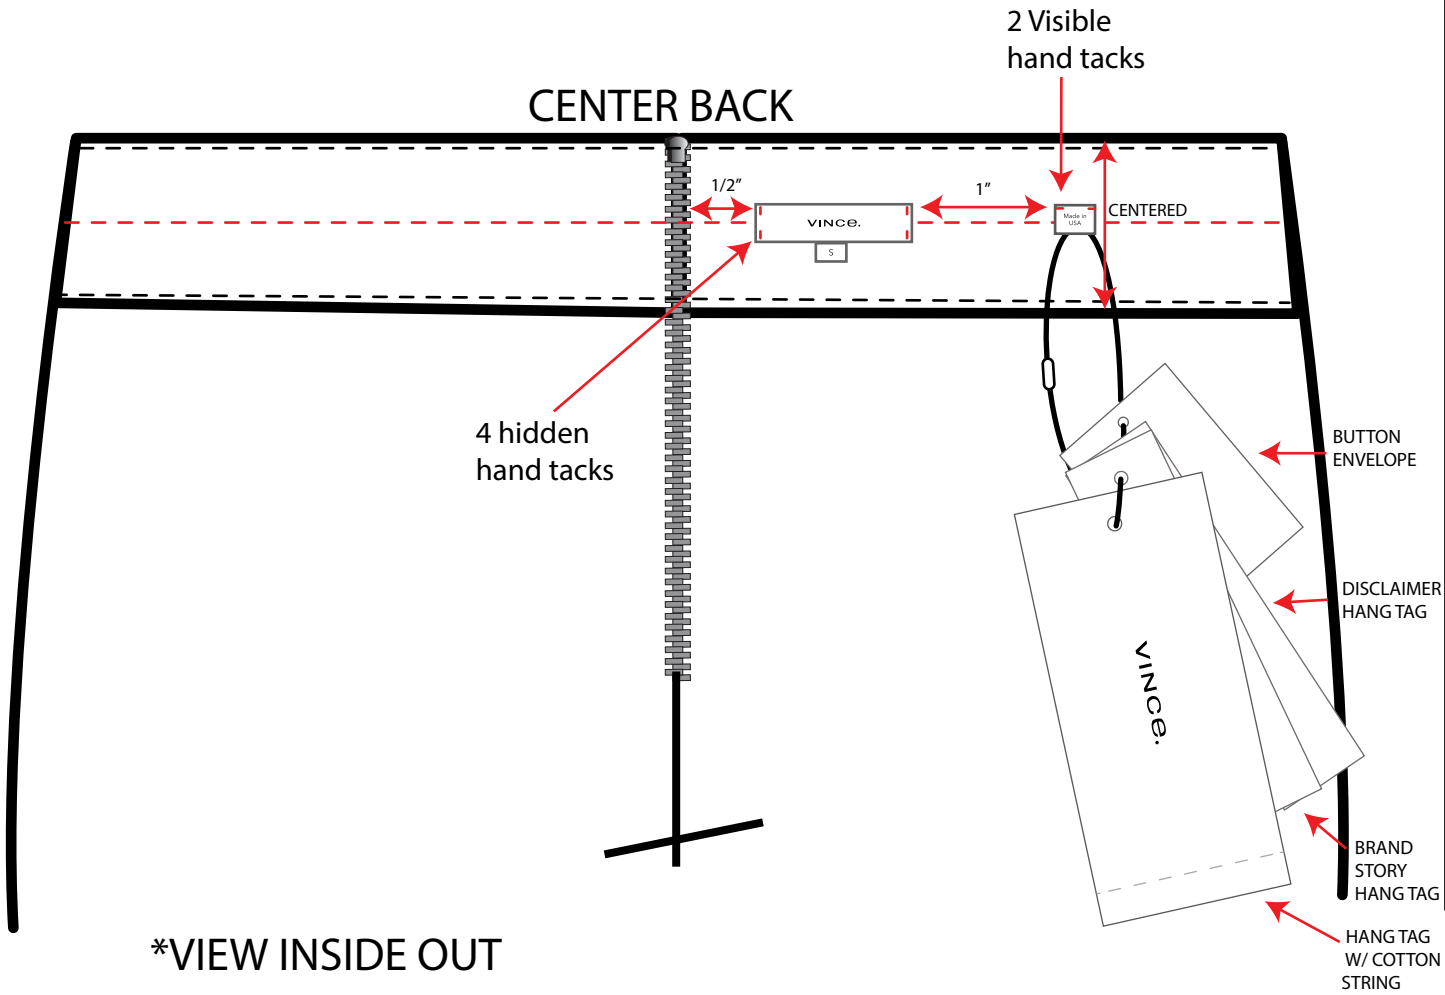 2 Visible
hand tacks
CENTER BACK
1/2"
1"
CENTERED
VINCe.
Made in
USA
S
4 hidden
hand tacks
BUTTON
ENVELOPE
DISCLAIMER
HANG TAG
VINCe.
BRAND
STORY
HANG TAG
HANG TAG
W/ COTTON
STRING
*VIEW INSIDE OUT